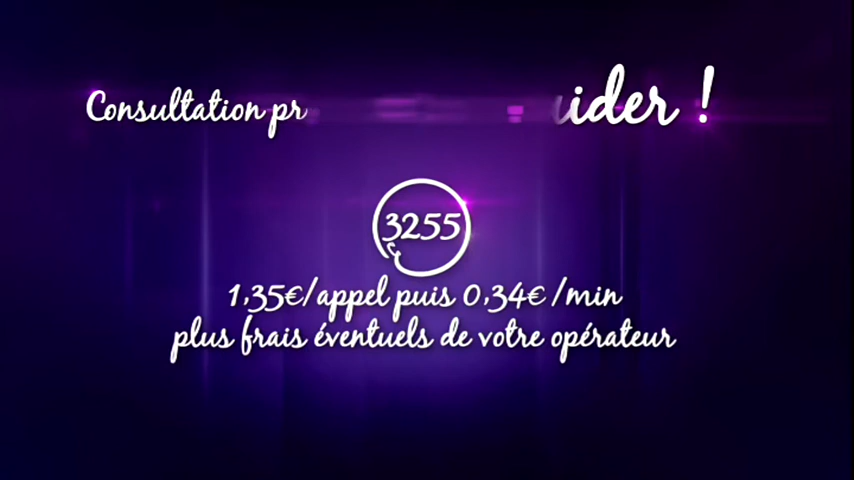 Consultation pr
ider !
3255
1,35€/appel puis 0,34€/min
plus frais éventuels de votre opérateur